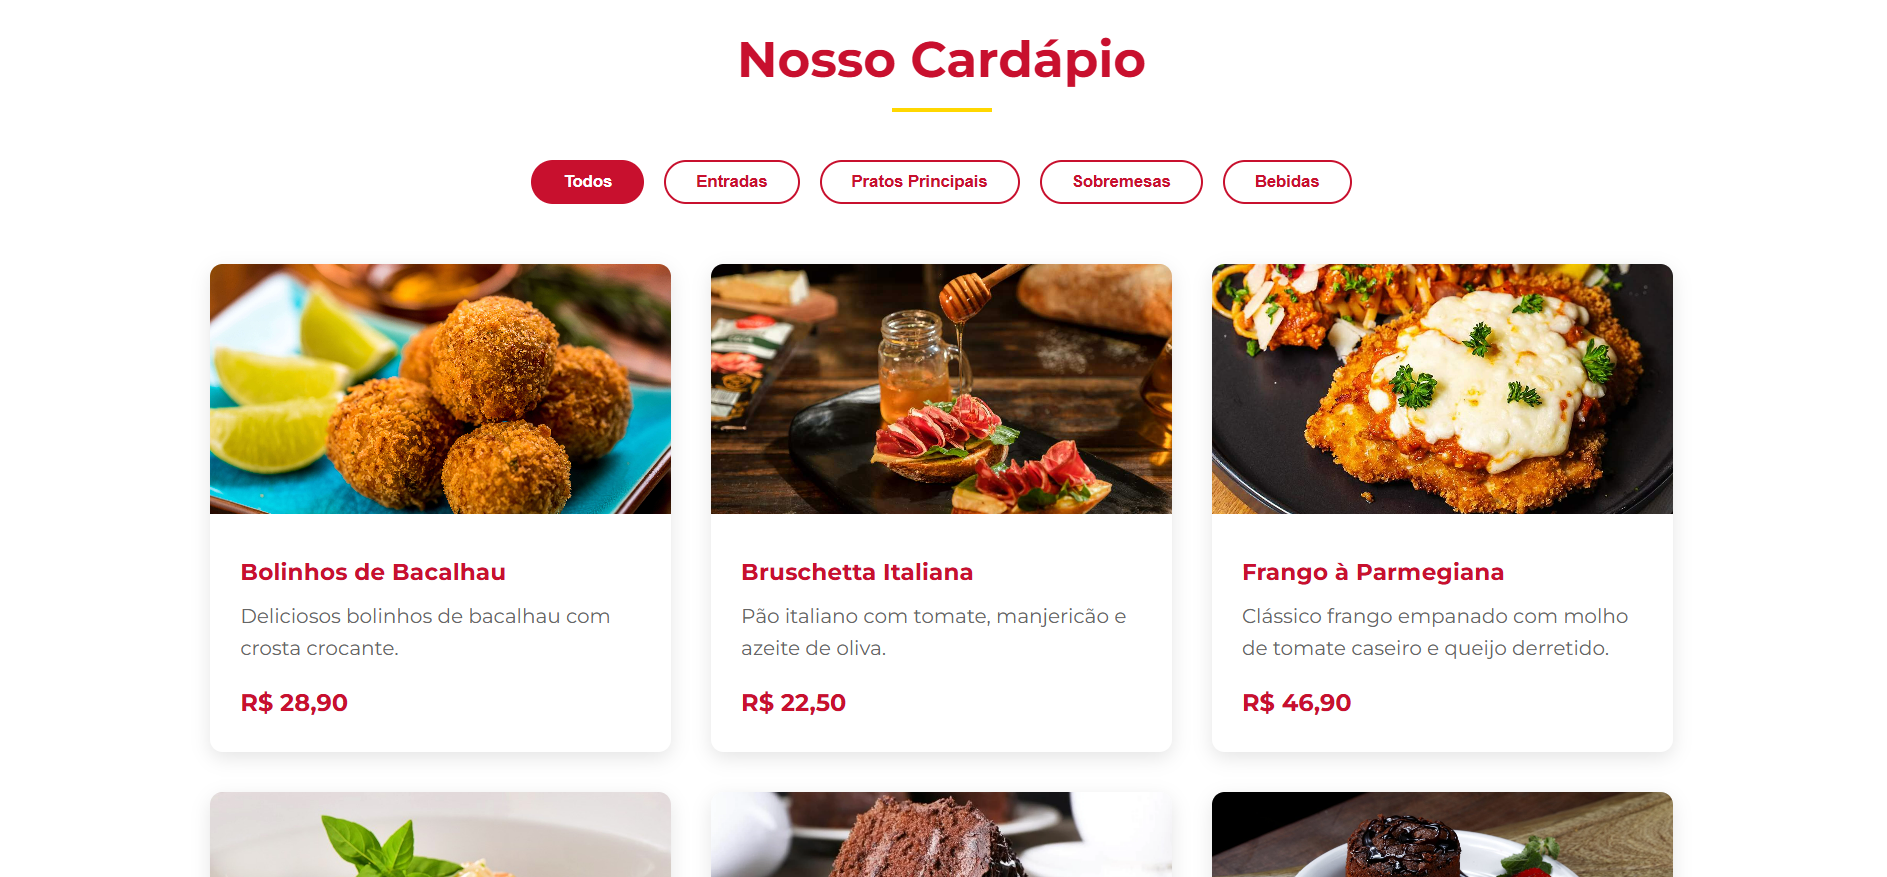 Nosso Cardápio
Todos
Entradas
Pratos Principais
Sobremesas
Bebidas
Bolinhos de Bacalhau
Deliciosos bolinhos de bacalhau com
crosta crocante.
R$ 28,90
Bruschetta Italiana
Pão italiano com tomate, manjericão e
azeite de oliva.
R$ 22,50
Frango à Parmegiana
Clássico frango empanado com molho
de tomate caseiro e queijo derretido.
R$ 46,90